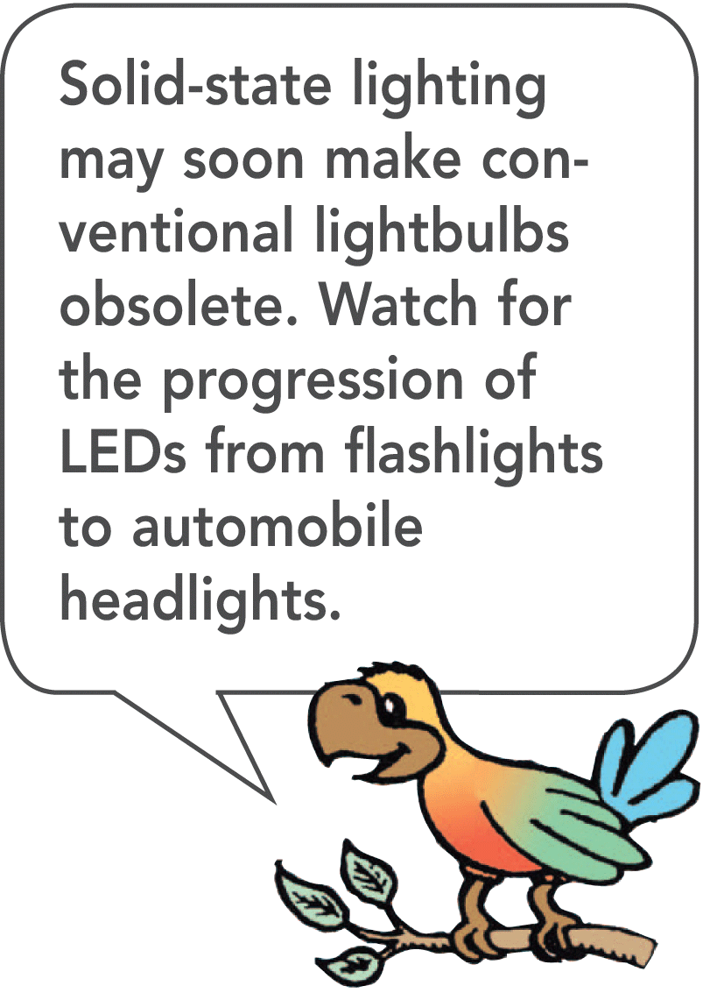 Solid-state lighting
may soon make con-
ventional lightbulbs
obsolete. Watch for
the progression of
LEDs from flashlights
to automobile
headlights.